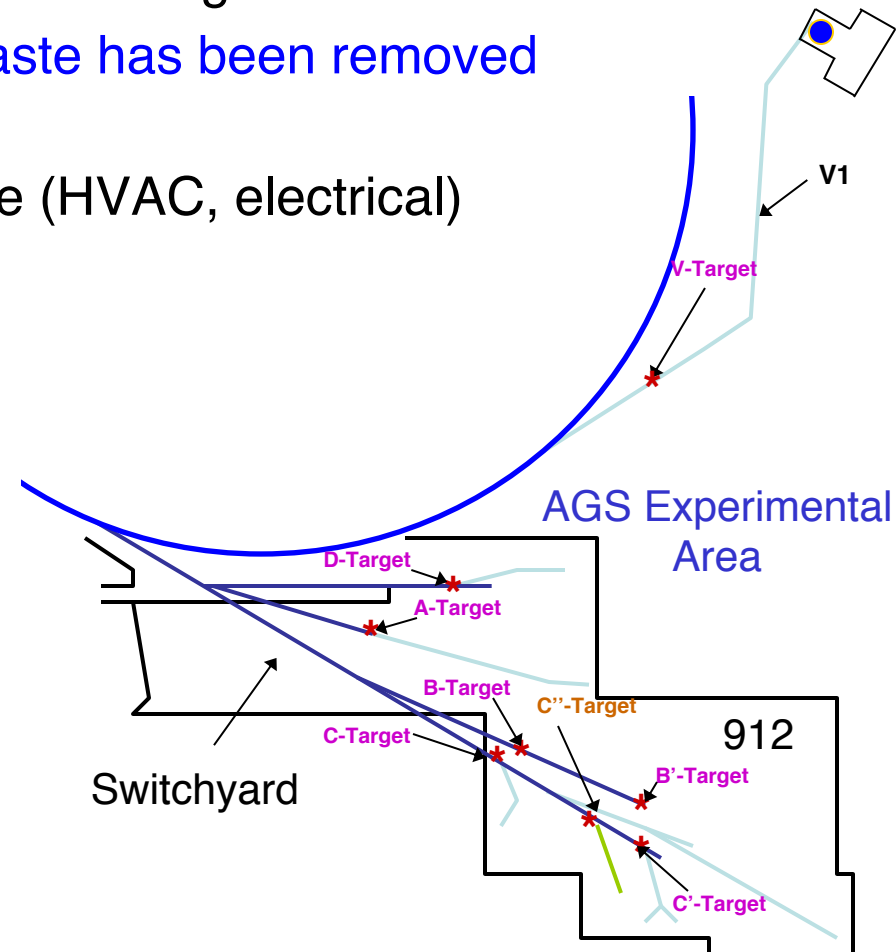 aste has been removed
e (HVAC, electrical)
V1
V-Target
AGS Experimental
Area
D-Target
A-Target
B-Target
C’’-Target
C-Target
912
B’-Target
Switchyard
C’-Target